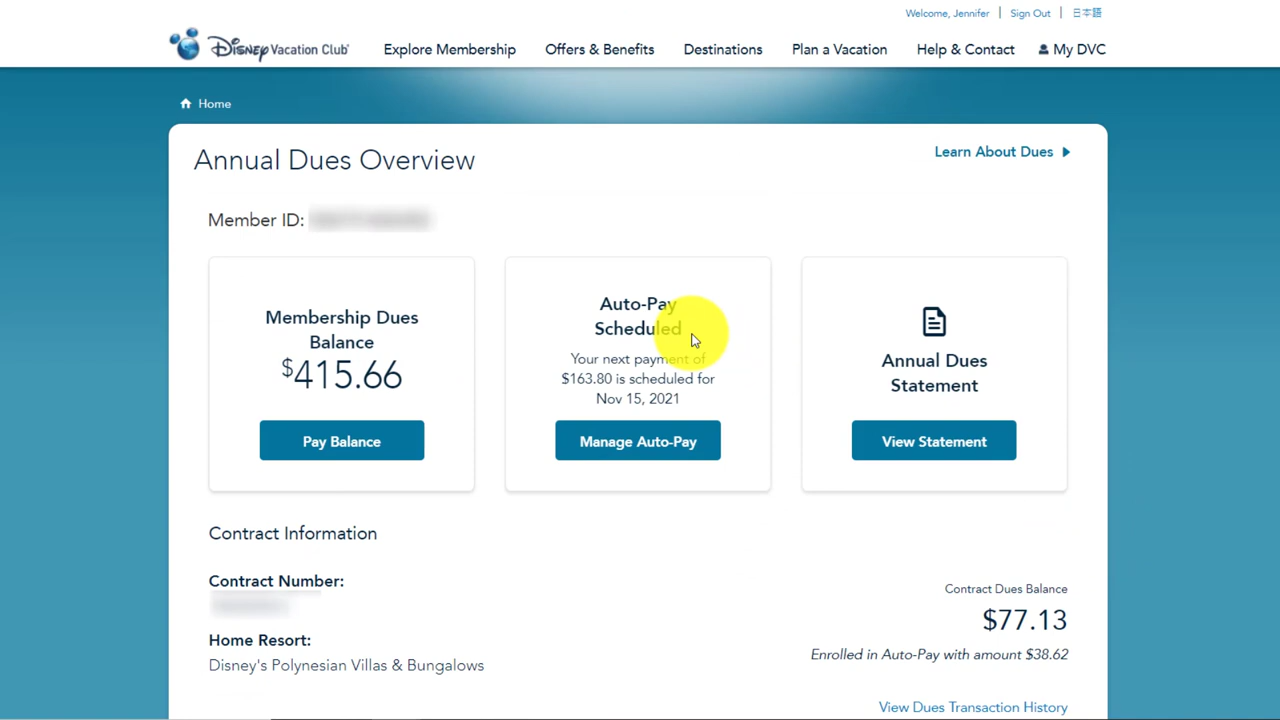 Welcome, Jennifer | Sign Out | 日本語
Disney Vacation Club
Explore Membership Offers & Benefits Destinations Plan a Vacation Help & Contact My DVC
Home
Annual Dues Overview
Learn About Dues
Member ID:
Membership Dues
Balance
$415.66
Pay Balance
Auto-Pay
Scheduled
Your next payment of
$163.80 is scheduled for
Nov 15, 2021
Manage Auto-Pay
Annual Dues
Statement
View Statement
Contract Information
Contract Number:
Home Resort:
Disney's Polynesian Villas & Bungalows
Contract Dues Balance
$77.13
Enrolled in Auto-Pay with amount $38.62
View Dues Transaction History